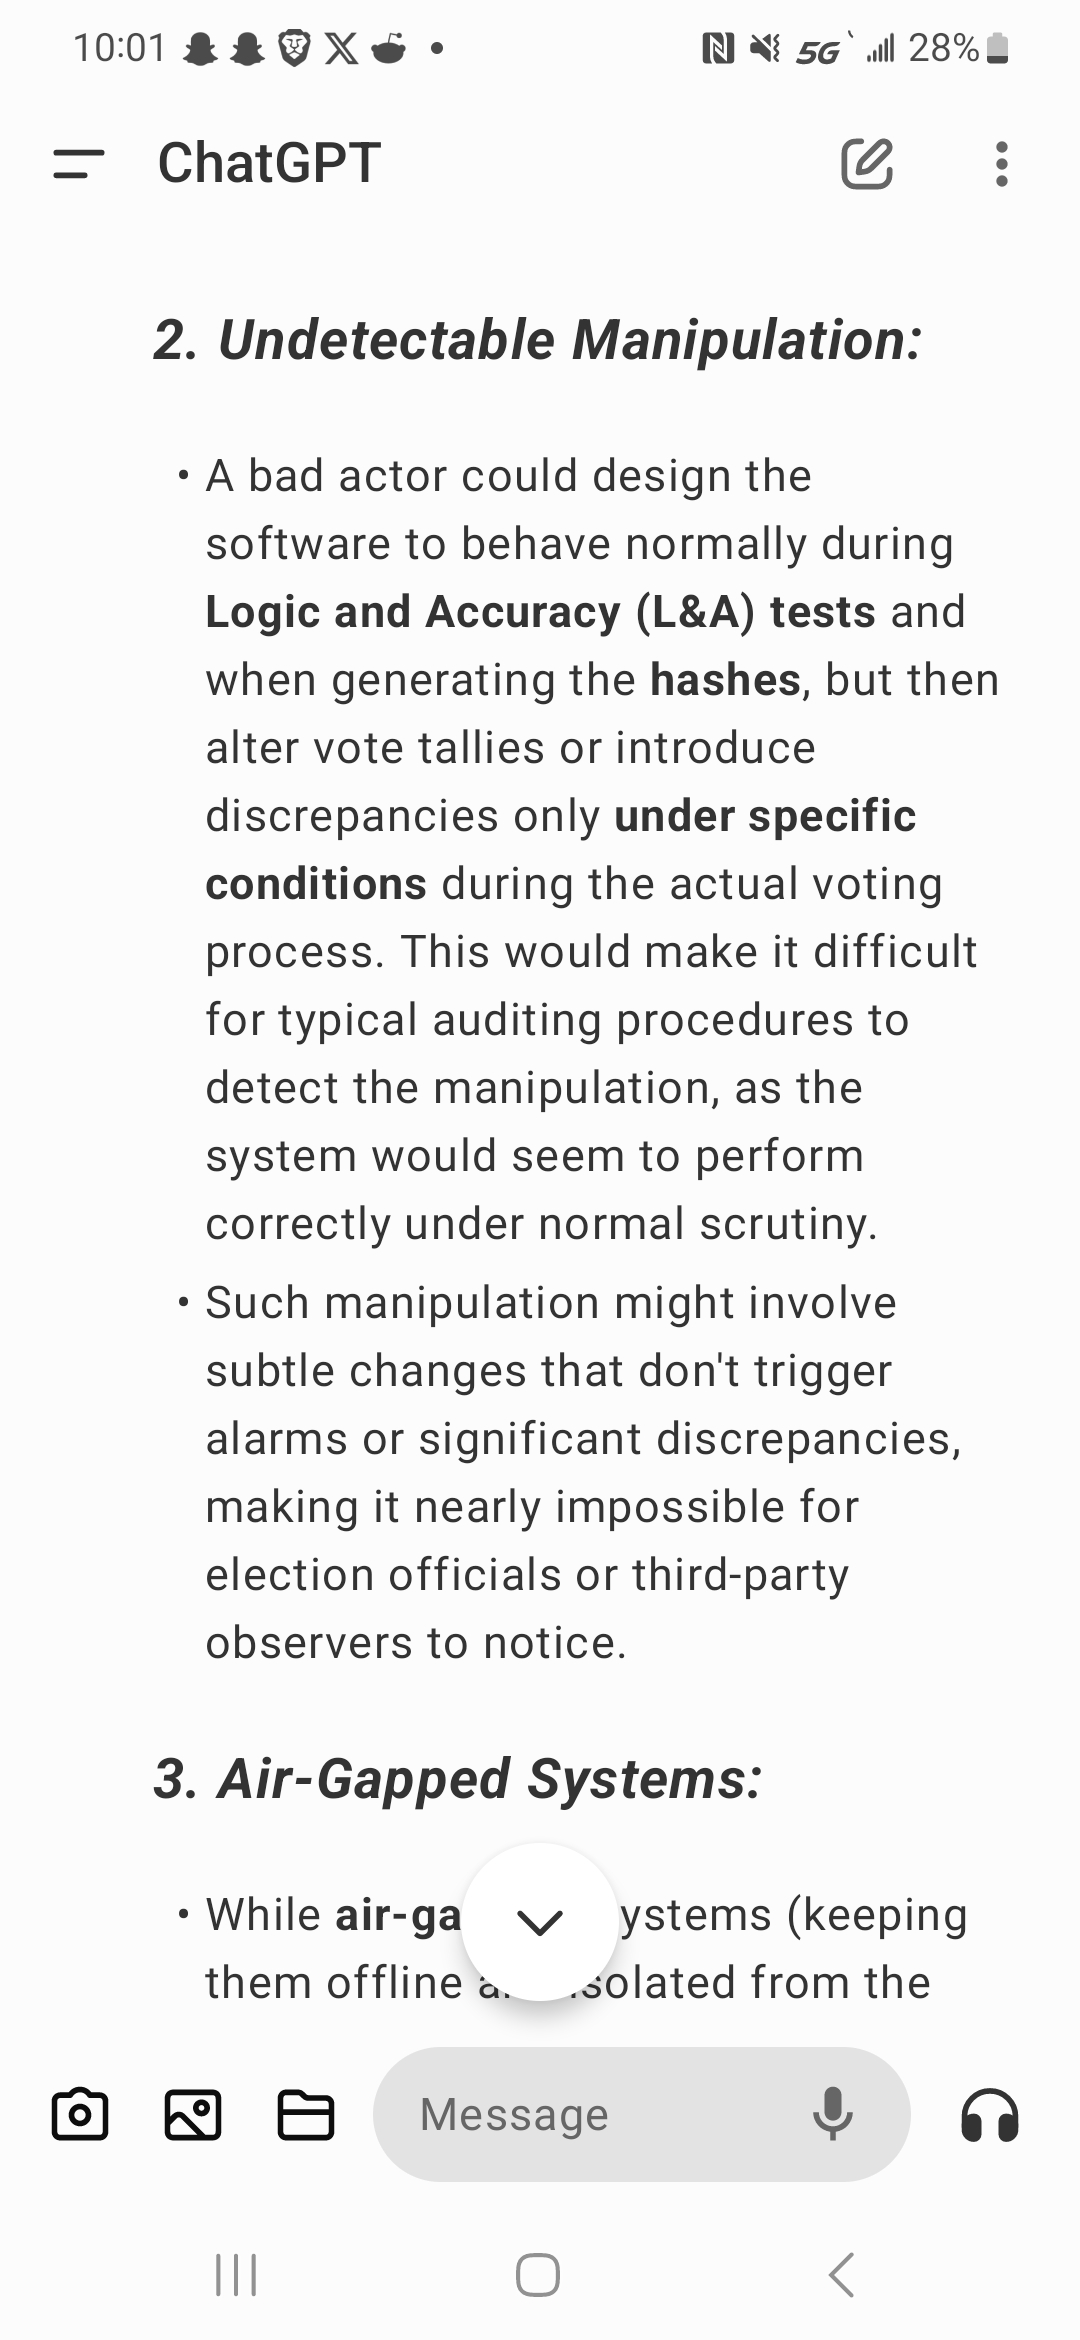 10:01 5G 28%
ChatGPT
2. Undetectable Manipulation:
• A bad actor could design the
software to behave normally during
Logic and Accuracy (L&A) tests and
when generating the hashes, but then
alter vote tallies or introduce
discrepancies only under specific
conditions during the actual voting
process. This would make it difficult
for typical auditing procedures to
detect the manipulation, as the
system would seem to perform
correctly under normal scrutiny.
• Such manipulation might involve
subtle changes that don't trigger
alarms or significant discrepancies,
making it nearly impossible for
election officials or third-party
observers to notice.
3. Air-Gapped Systems:
• While air-ga ystems (keeping
them offline a solated from the
Message